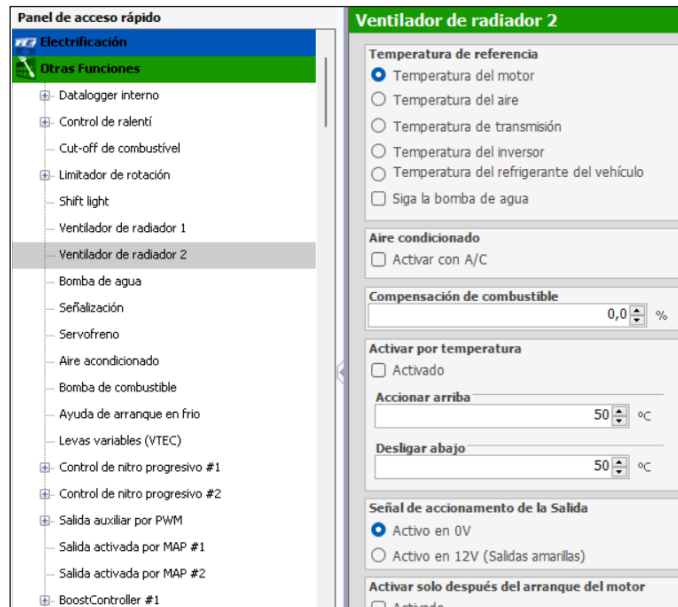 Panel de acceso rápido
Electrificación
Otras Funciones
Datalogger interno
Control de ralentí
Cut-off de combustível
Limitador de rotación
Shift light
Ventilador de radiador 1
Ventilador de radiador 2
Bomba de agua
Señalización
Servofreno
Aire acondicionado
Bomba de combustible
Ayuda de arranque en frio
Levas variables (VTEC)
Control de nitro progresivo #1
Control de nitro progresivo #2
Salida auxiliar por PWM
Salida activada por MAP #1
Salida activada por MAP #2
BoostController #1
Ventilador de radiador 2
Temperatura de referencia
Temperatura del motor
Temperatura del aire
Temperatura de transmisión
Temperatura del inversor
Temperatura del refrigerante del vehículo
Siga la bomba de agua
Aire condicionado
Activar con A/C
Compensación de combustible
0,0 %
Activar por temperatura
Activado
Accionar arriba
50 ºC
Desligar abajo
50 ºC
Señal de accionamento de la Salida
Activo en 0V
Activo en 12V (Salidas amarillas)
Activar solo después del arranque del motor
Activado